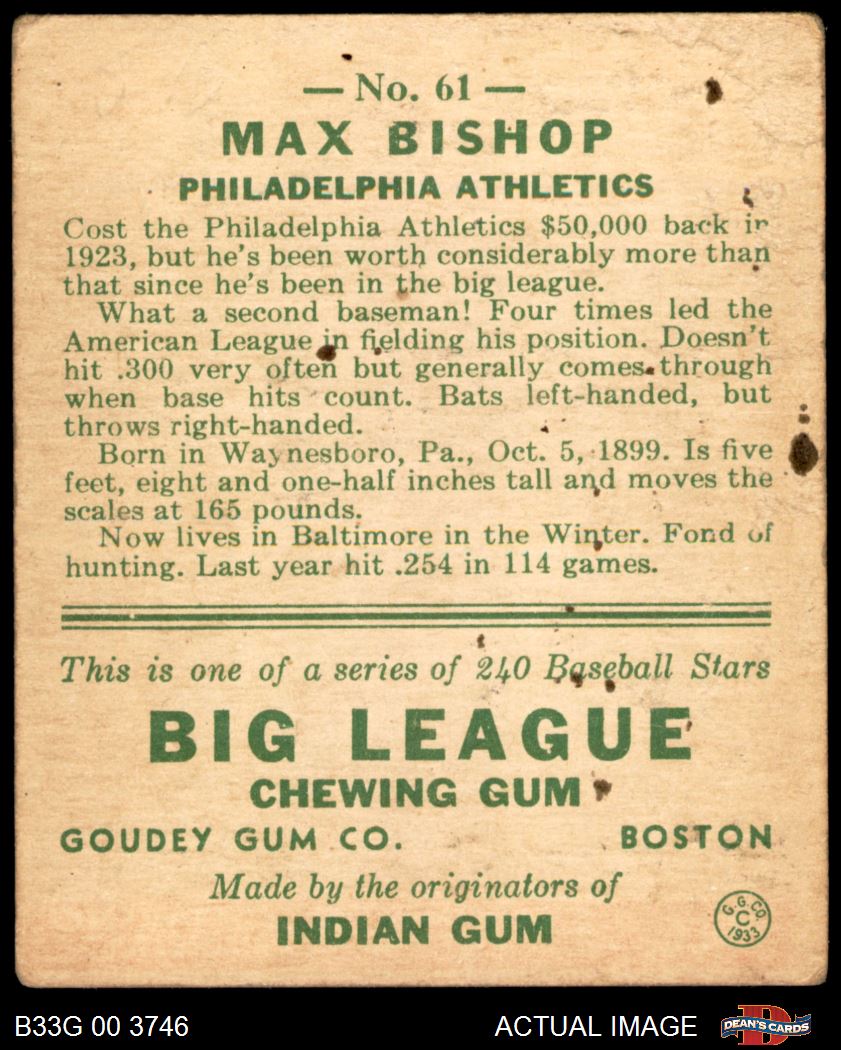 — No. 61 —
MAX BISHOP
PHILADELPHIA ATHLETICS
Cost the Philadelphia Athletics $50,000 back in
1923, but he's been worth considerably more than
that since he's been in the big league.
What a second baseman! Four times led the
American League in fielding his position. Doesn't
hit .300 very often but generally comes through
when base hits count. Bats left-handed, but
throws right-handed.
Born in Waynesboro, Pa., Oct. 5, 1899. Is five
feet, eight and one-half inches tall and moves the
scales at 165 pounds.
Now lives in Baltimore in the Winter. Fond of
hunting. Last year hit .254 in 114 games.
This is one of a series of 240 Baseball Stars
BIG LEAGUE
CHEWING GUM
GOUDEY GUM CO. BOSTON
Made by the originators of
INDIAN GUM
G.G.CO.
C
1933
B33G 00 3746 ACTUAL IMAGE D DEAN'S CARDS